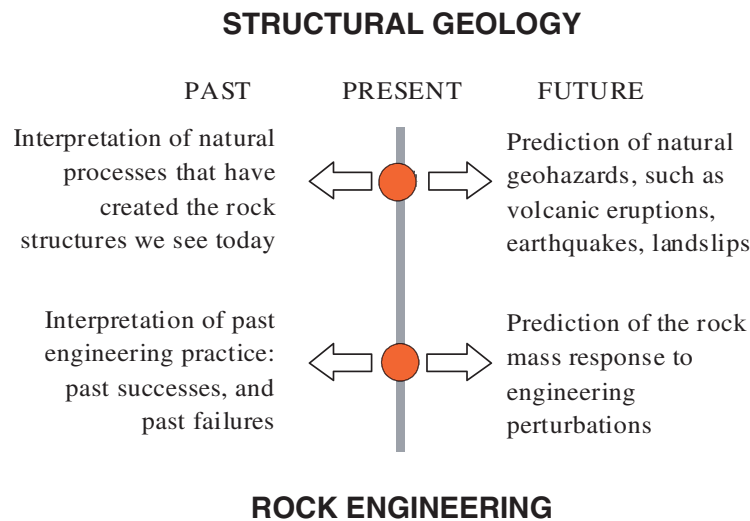 STRUCTURAL GEOLOGY
PAST PRESENT FUTURE
Interpretation of natural
processes that have
created the rock
structures we see today
Prediction of natural
geohazards, such as
volcanic eruptions,
earthquakes, landslips
Interpretation of past
engineering practice:
past successes, and
past failures
Prediction of the rock
mass response to
engineering
perturbations
ROCK ENGINEERING